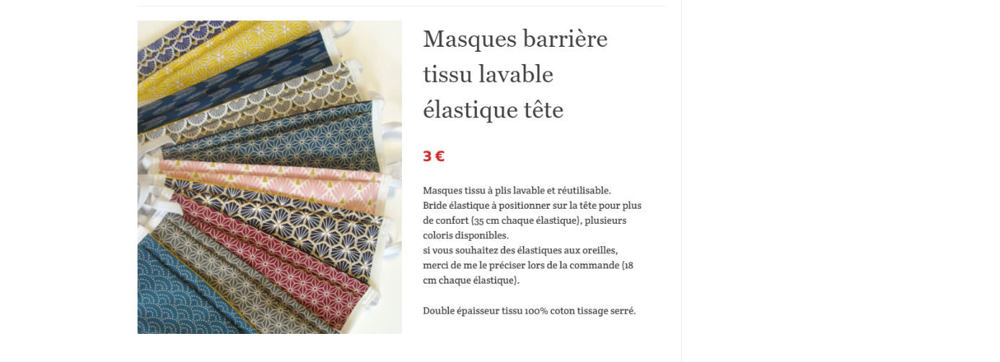 Masques barrière
tissu lavable
élastique tête
3 €
Masques tissu à plis lavable et réutilisable.
Bride élastique à positionner sur la tête pour plus
de confort (35 cm chaque élastique), plusieurs
coloris disponibles.
si vous souhaitez des élastiques aux oreilles,
merci de me le préciser lors de la commande (18
cm chaque élastique).
Double épaisseur tissu 100% coton tissage serré.